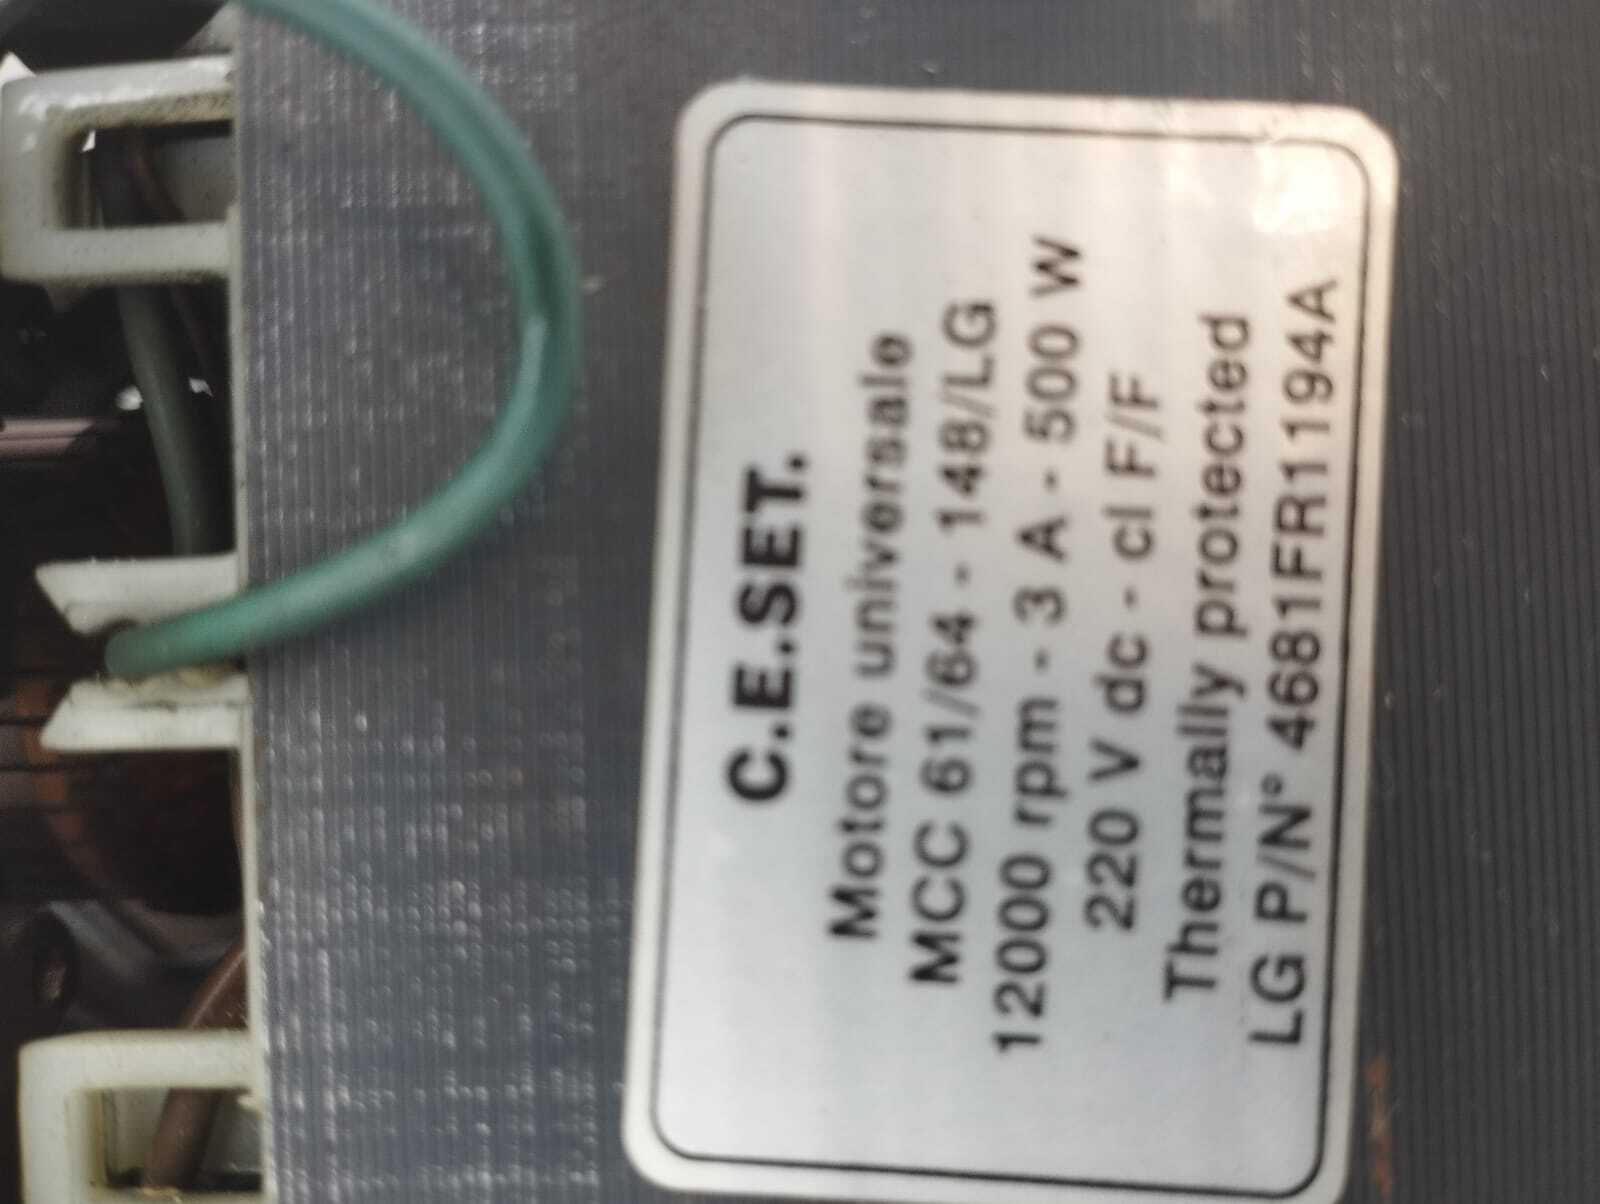 C.E.SET.
Motore universale
MCC 61/64 - 148/LG
12000 rpm - 3 A - 500 W
220 V dc - cl F/F
Thermally protected
LG P/N° 4681FR1194A